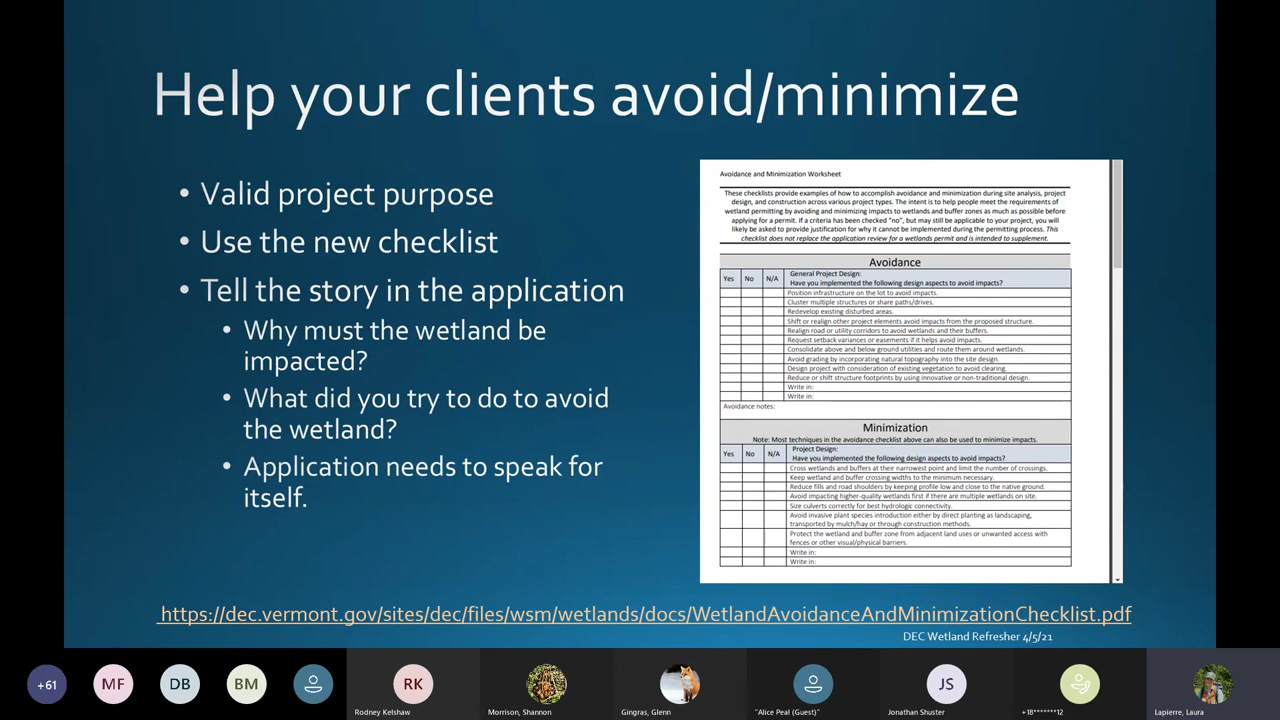 Help your clients avoid/minimize
• Valid project purpose
• Use the new checklist
• Tell the story in the application
• Why must the wetland be
impacted?
• What did you try to do to avoid
the wetland?
• Application needs to speak for
itself.
Avoidance and Minimization Worksheet
These checklists provide examples of how to accomplish avoidance and minimization during site analysis, project
design, and construction across various project types. The intent is to help people meet the requirements of
wetland permitting by avoiding and minimizing impacts to wetlands and buffer zones as much as possible before
applying for a permit. If a criteria has been checked "no", but may still be applicable to your project, you will
likely be asked to provide justification for why it cannot be implemented during the permitting process. This
checklist does not replace the application review for a wetlands permit and is intended to supplement.
Avoidance
Yes No N/A General Project Design:
Have you implemented the following design aspects to avoid impacts?
Position infrastructure on the lot to avoid impacts.
Cluster multiple structures or share paths/drives.
Redevelop existing disturbed areas.
Shift or realign other project elements avoid impacts from the proposed structure.
Realign road or utility corridors to avoid wetlands and their buffers.
Request setback variances or easements if it helps avoid impacts.
Consolidate above and below ground utilities and route them around wetlands.
Avoid grading by incorporating natural topography into the site design.
Design project with consideration of existing vegetation to avoid clearing.
Reduce or shift structure footprints by using innovative or non-traditional design.
Write in:
Write in:
Avoidance notes:
Minimization
Note: Most techniques in the avoidance checklist above can also be used to minimize impacts.
Yes No N/A Project Design:
Have you implemented the following design aspects to avoid impacts?
Cross wetlands and buffers at their narrowest point and limit the number of crossings.
Keep wetland and buffer crossing widths to the minimum necessary.
Reduce fills and road shoulders by keeping profile low and close to the native ground.
Avoid impacting higher-quality wetlands first if there are multiple wetlands on site.
Size culverts correctly for best hydrologic connectivity.
Avoid invasive plant species introduction either by direct planting as landscaping,
transported by mulch/hay or through construction methods.
Protect the wetland and buffer zone from adjacent land uses or unwanted access with
fences or other visual/physical barriers.
Write in:
Write in:
https://dec.vermont.gov/sites/dec/files/wsm/wetlands/docs/WetlandAvoidanceAndMinimizationChecklist.pdf
DEC Wetland Refresher 4/5/21
+61 MF DB BM RK JS
Rodney Kelshaw Morrison, Shannon Gingras, Glenn "Alice Peal (Guest)" Jonathan Shuster +18*******12 Lapierre, Laura